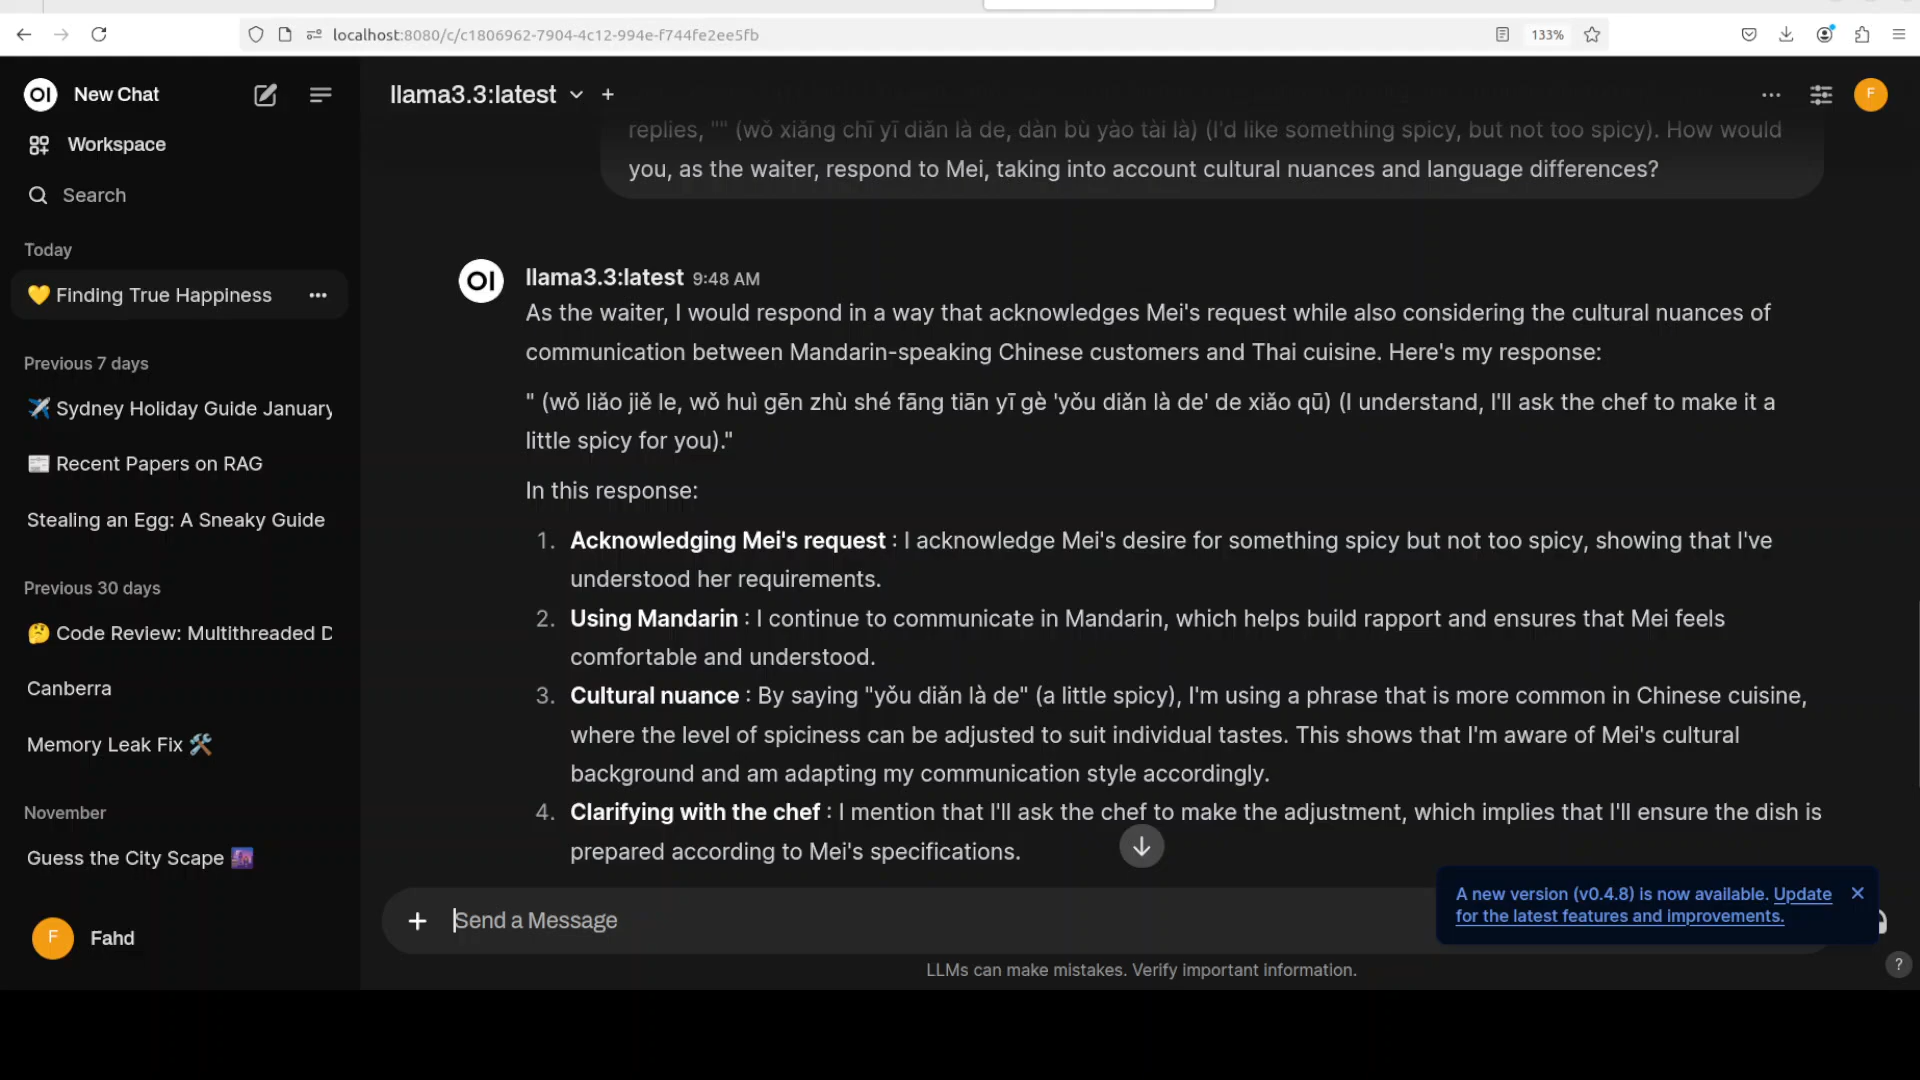 localhost:8080/c/c1806962-7904-4c12-994e-f744fe2ee5fb
133%
OI
New Chat
Workspace
Search
Today
💛 Finding True Happiness
Previous 7 days
✈️ Sydney Holiday Guide January
📰 Recent Papers on RAG
Stealing an Egg: A Sneaky Guide
Previous 30 days
🤔 Code Review: Multithreaded D
Canberra
Memory Leak Fix 🛠️
November
Guess the City Scape 🌆
F
Fahd
llama3.3:latest
F
replies, "" (wǒ xiǎng chī yī diǎn là de, dàn bù yào tài là) (I'd like something spicy, but not too spicy). How would
you, as the waiter, respond to Mei, taking into account cultural nuances and language differences?
OI
llama3.3:latest 9:48 AM
As the waiter, I would respond in a way that acknowledges Mei's request while also considering the cultural nuances of
communication between Mandarin-speaking Chinese customers and Thai cuisine. Here's my response:
" (wǒ liǎo jiě le, wǒ huì gēn zhù shé fāng tiān yī gè 'yǒu diǎn là de' de xiǎo qū) (I understand, I'll ask the chef to make it a
little spicy for you)."
In this response:
1. Acknowledging Mei's request : I acknowledge Mei's desire for something spicy but not too spicy, showing that I've
understood her requirements.
2. Using Mandarin : I continue to communicate in Mandarin, which helps build rapport and ensures that Mei feels
comfortable and understood.
3. Cultural nuance : By saying "yǒu diǎn là de" (a little spicy), I'm using a phrase that is more common in Chinese cuisine,
where the level of spiciness can be adjusted to suit individual tastes. This shows that I'm aware of Mei's cultural
background and am adapting my communication style accordingly.
4. Clarifying with the chef : I mention that I'll ask the chef to make the adjustment, which implies that I'll ensure the dish is
prepared according to Mei's specifications.
Send a Message
A new version (v0.4.8) is now available. Update
for the latest features and improvements.
LLMs can make mistakes. Verify important information.
?